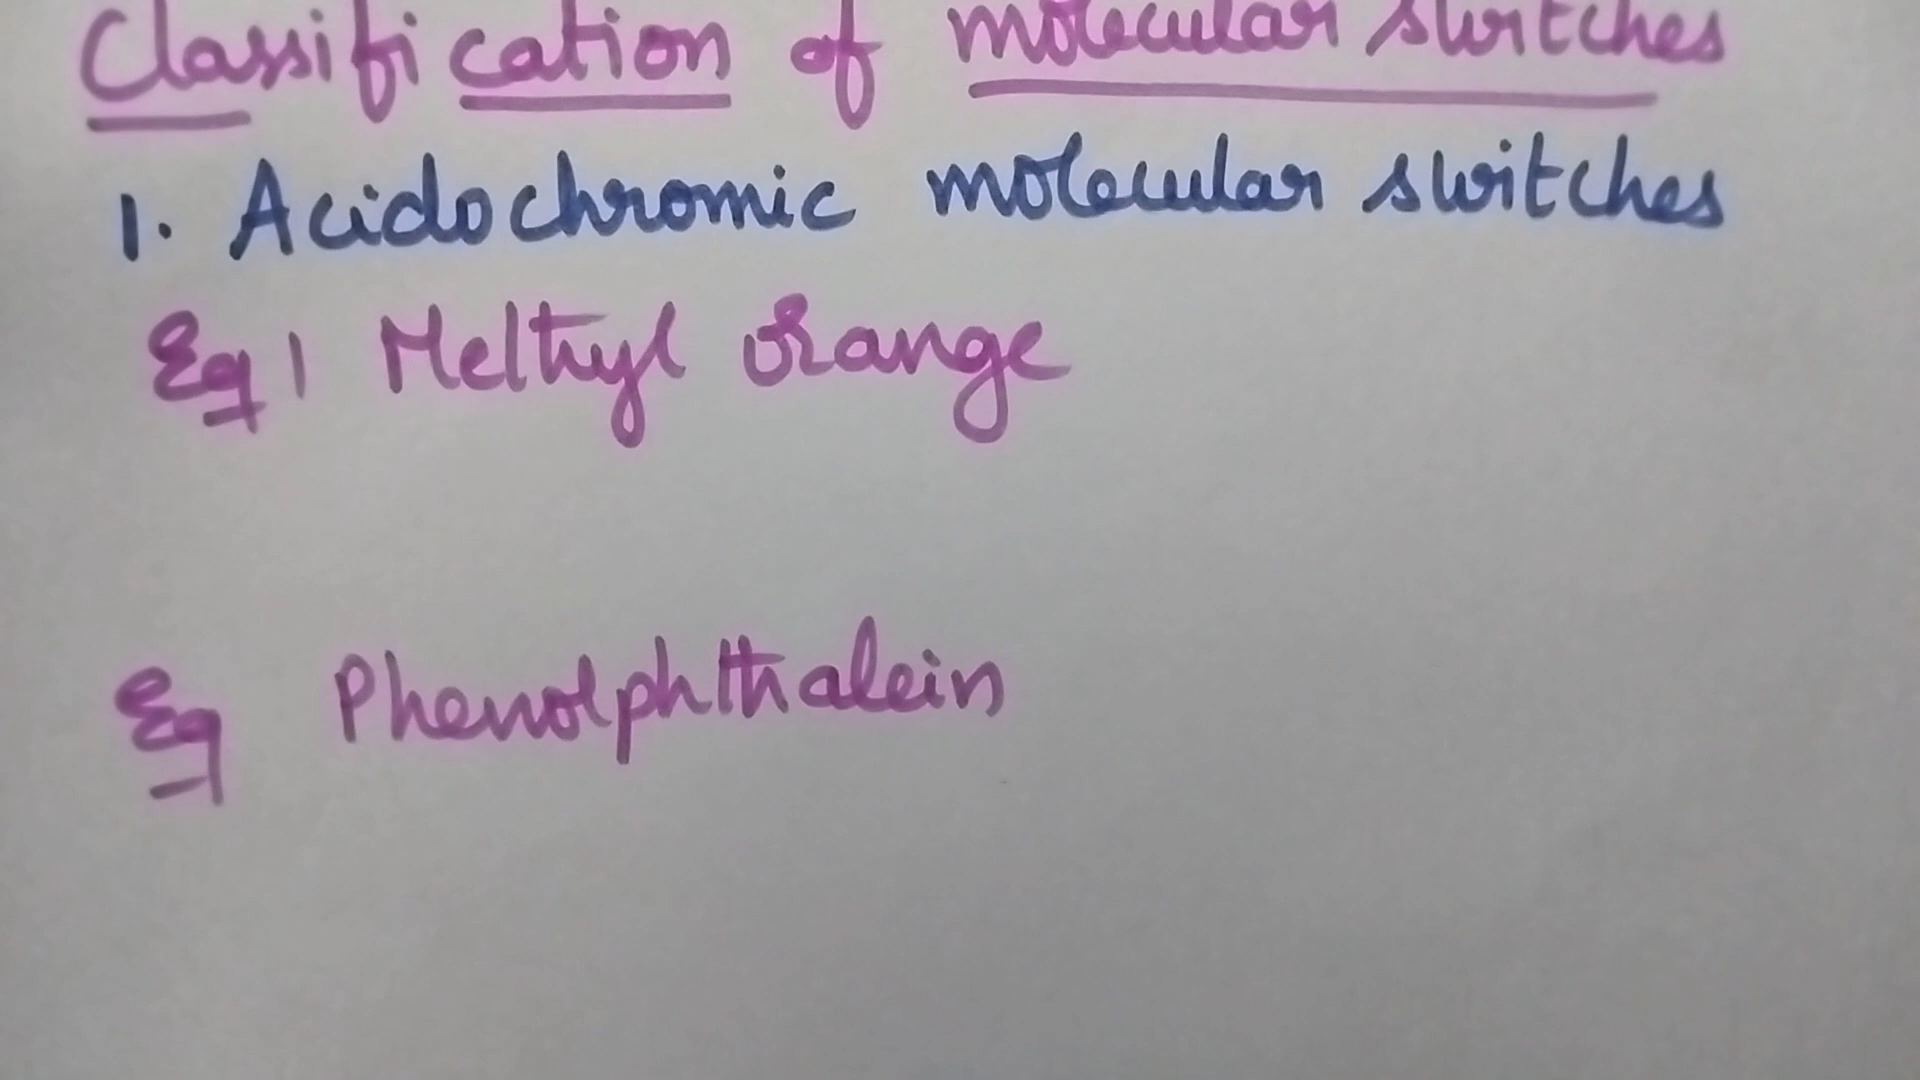 Classification of molecular switches
1. Acidochromic molecular switches
Eg 1 Methyl orange
Eg Phenolphthalein